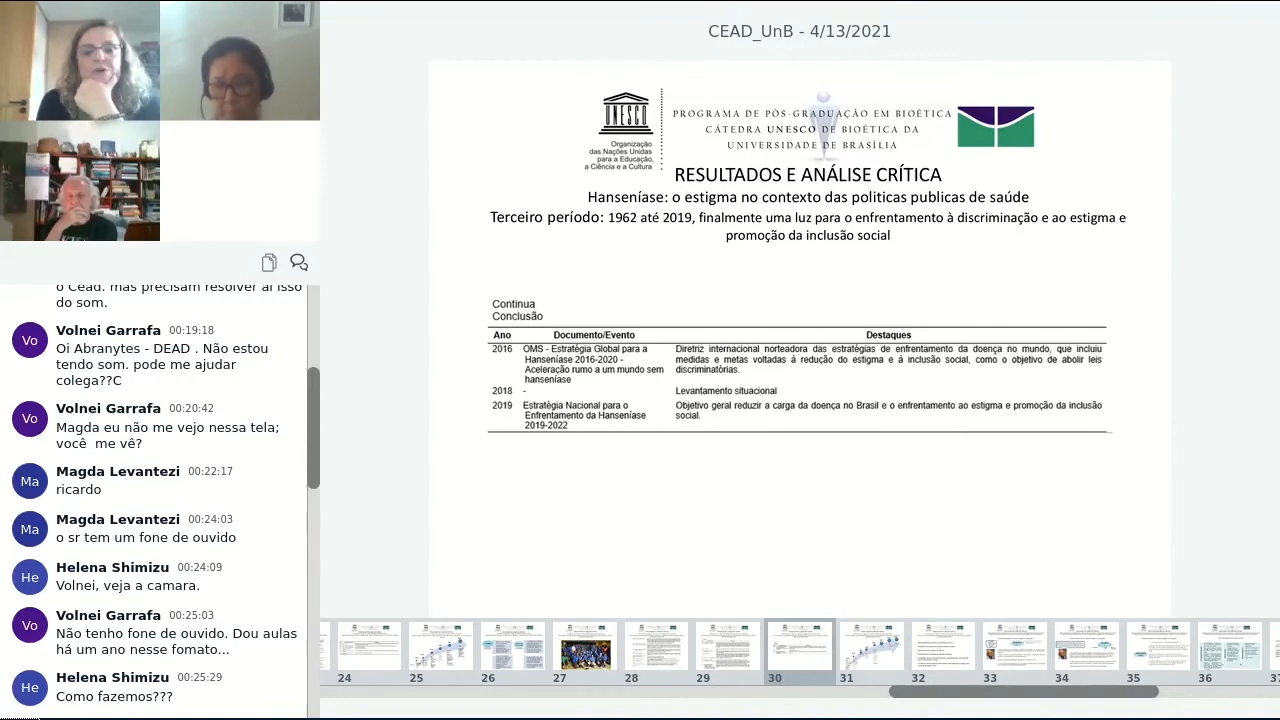 CEAD_UnB - 4/13/2021
UNESCO
Organização
das Nações Unidas
para a Educação,
a Ciência e a Cultura
PROGRAMA DE PÓS-GRADUAÇÃO EM BIOÉTICA
CÁTEDRA UNESCO DE BIOÉTICA DA
UNIVERSIDADE DE BRASÍLIA
RESULTADOS E ANÁLISE CRÍTICA
Hanseníase: o estigma no contexto das politicas publicas de saúde
Terceiro período: 1962 até 2019, finalmente uma luz para o enfrentamento à discriminação e ao estigma e
promoção da inclusão social
Continua
Conclusão
Ano Documento/Evento Destaques
2016 OMS - Estratégia Global para a Hanseníase 2016-2020 - Aceleração rumo a um mundo sem hanseníase Diretriz internacional norteadora das estratégias de enfrentamento da doença no mundo, que incluiu medidas e metas voltadas à redução do estigma e á inclusão social, como o objetivo de abolir leis discriminatórias.
2018 - Levantamento situacional
2019 Estratégia Nacional para o Enfrentamento da Hanseníase 2019-2022 Objetivo geral reduzir a carga da doença no Brasil e o enfrentamento ao estigma e promoção da inclusão social.
o Cead. mas precisam resolver aí isso
do som.
Vo
Volnei Garrafa 00:19:18
Oi Abranytes - DEAD . Não estou
tendo som. pode me ajudar
colega??C
Vo
Volnei Garrafa 00:20:42
Magda eu não me vejo nessa tela;
você me vê?
Ma
Magda Levantezi 00:22:17
ricardo
Ma
Magda Levantezi 00:24:03
o sr tem um fone de ouvido
He
Helena Shimizu 00:24:09
Volnei, veja a camara.
Vo
Volnei Garrafa 00:25:03
Não tenho fone de ouvido. Dou aulas
há um ano nesse fomato...
He
Helena Shimizu 00:25:29
Como fazemos???
24 25 26 27 28 29 30 31 32 33 34 35 36 37